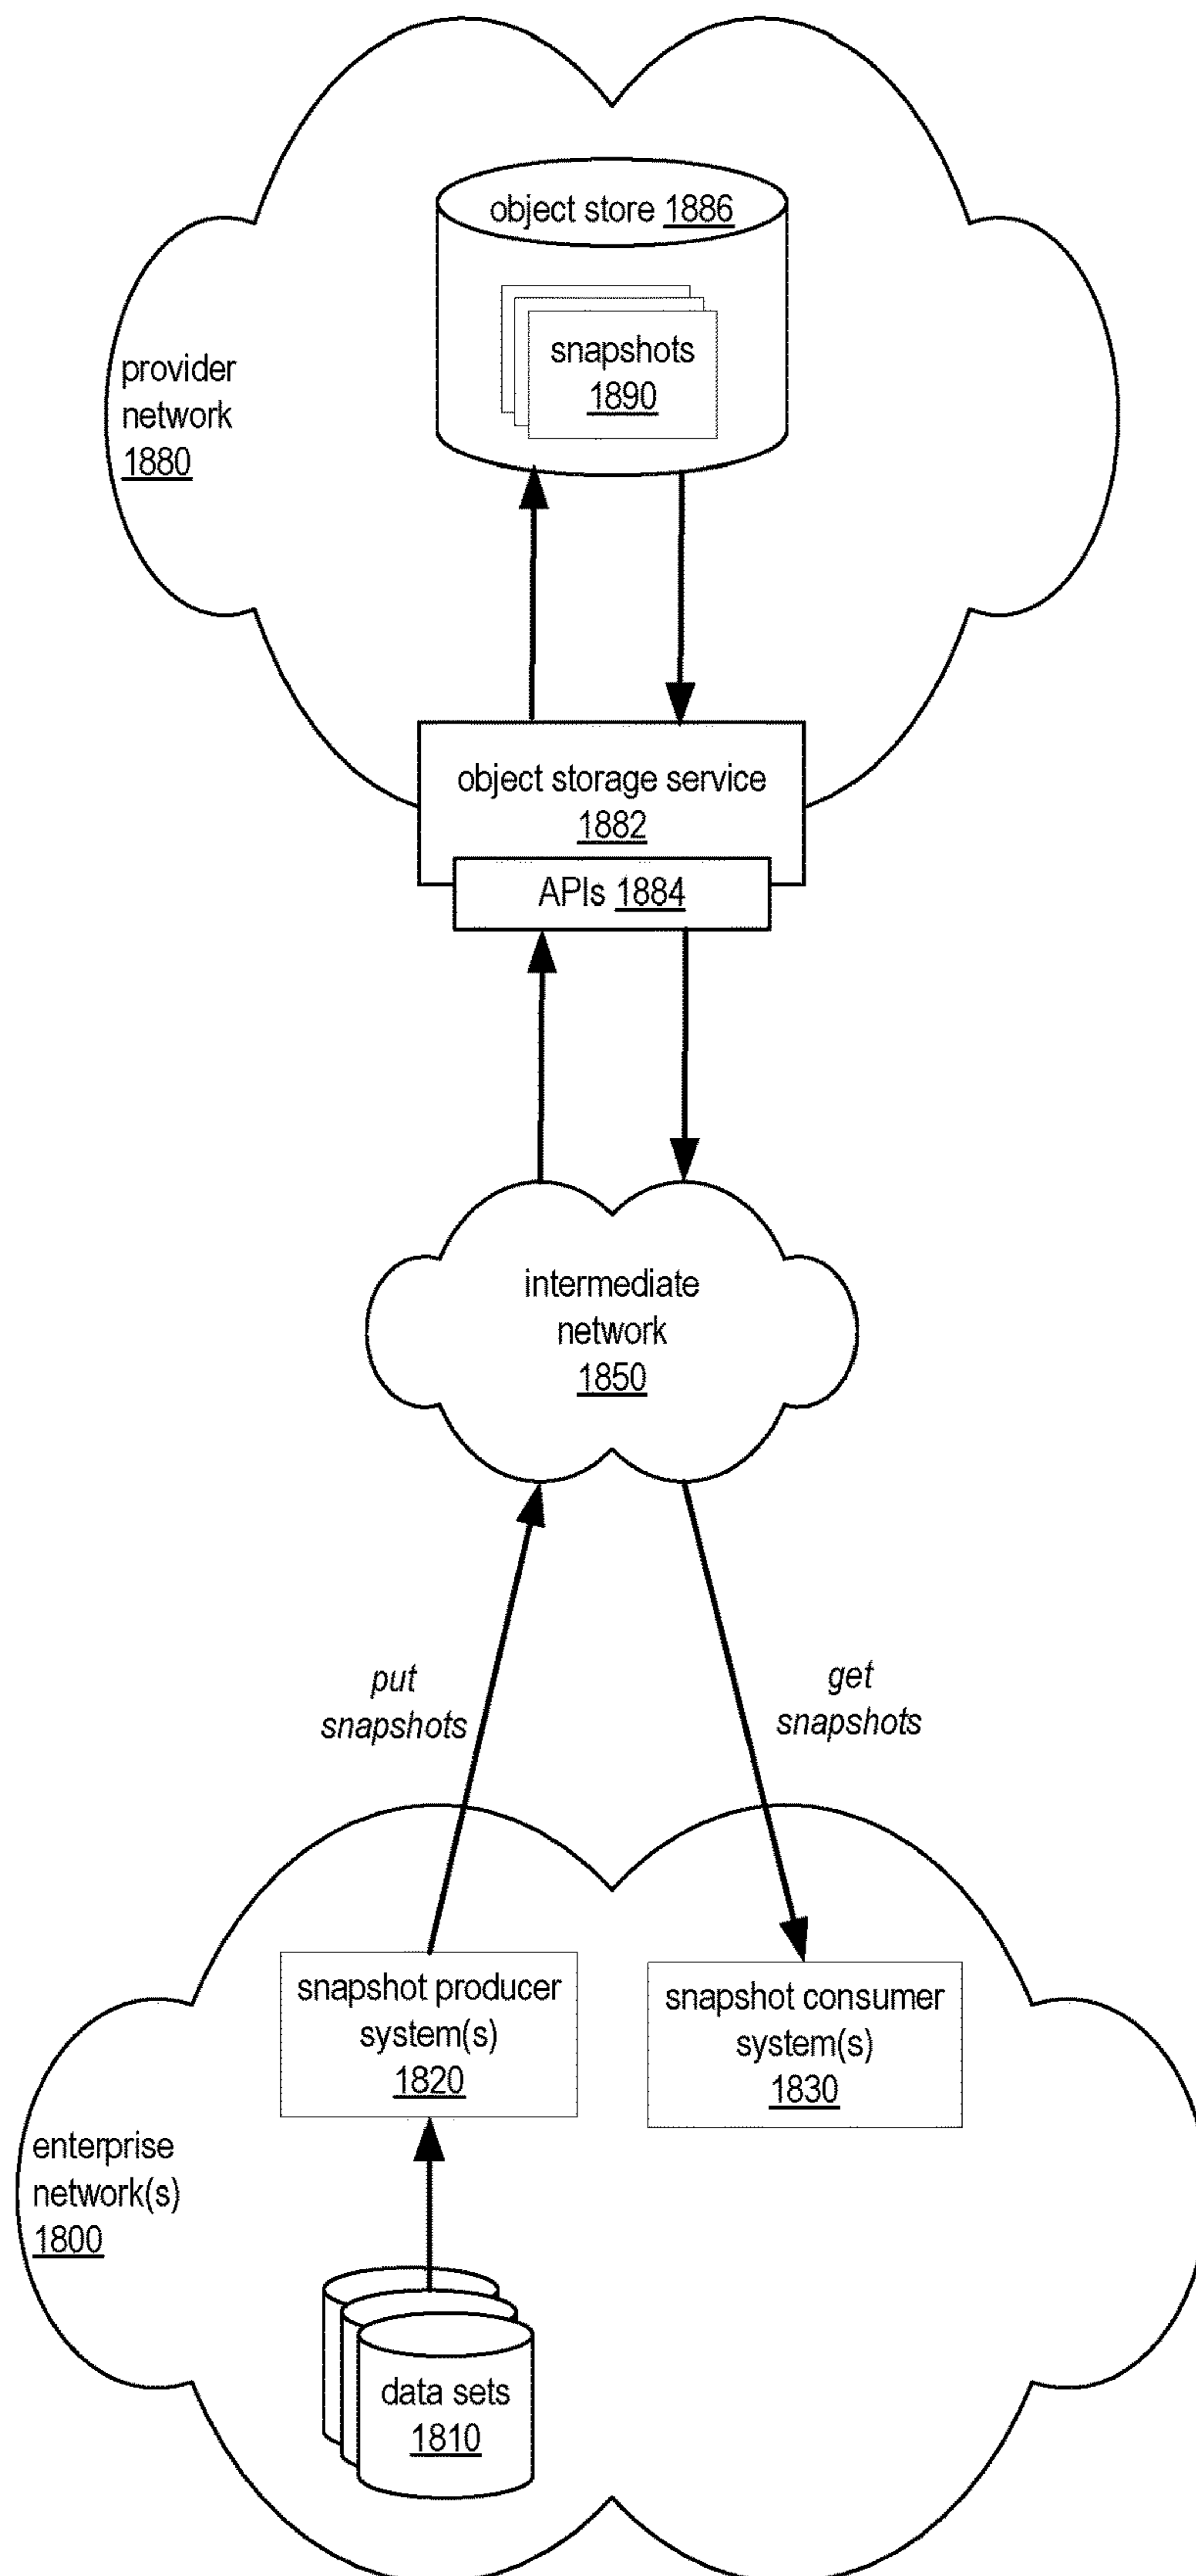 object store 1886
snapshots
1890
provider
network
1880
object storage service
1882
APIs 1884
intermediate
network
1850
put
snapshots
get
snapshots
snapshot producer
system(s)
1820
snapshot consumer
system(s)
1830
enterprise
network(s)
1800
data sets
1810